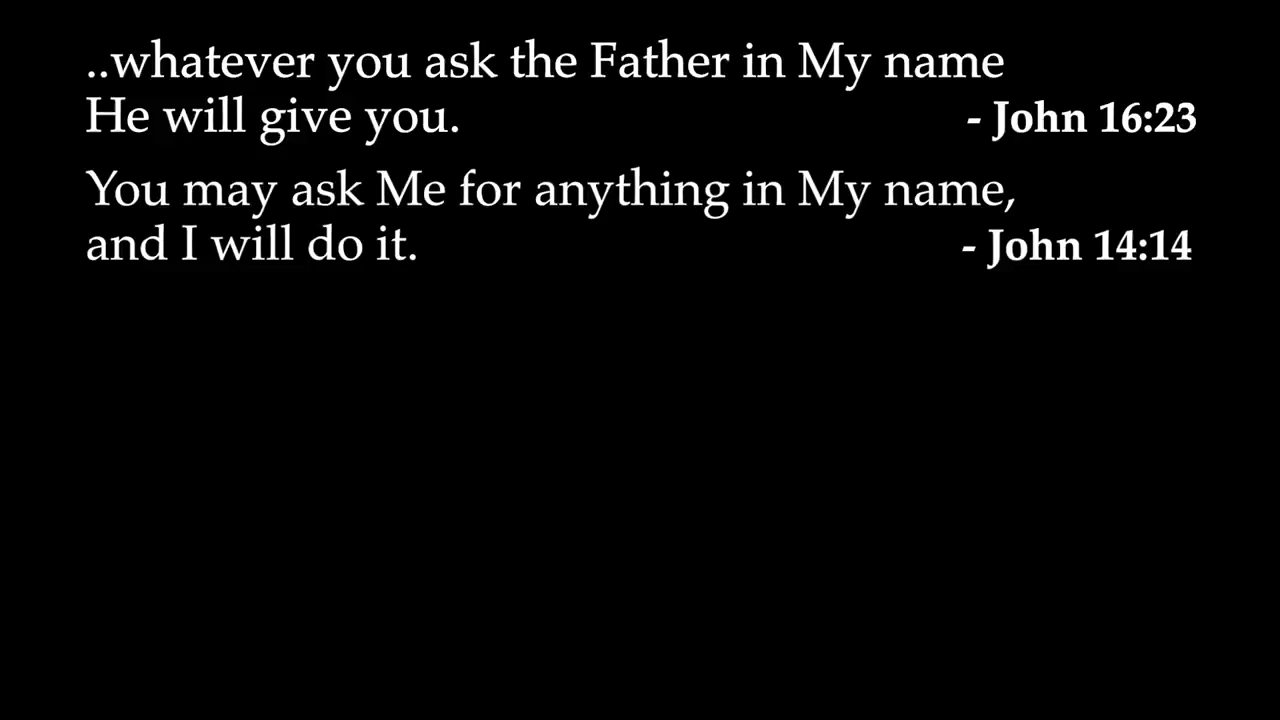 ..whatever you ask the Father in My name
He will give you. - John 16:23
You may ask Me for anything in My name,
and I will do it. - John 14:14